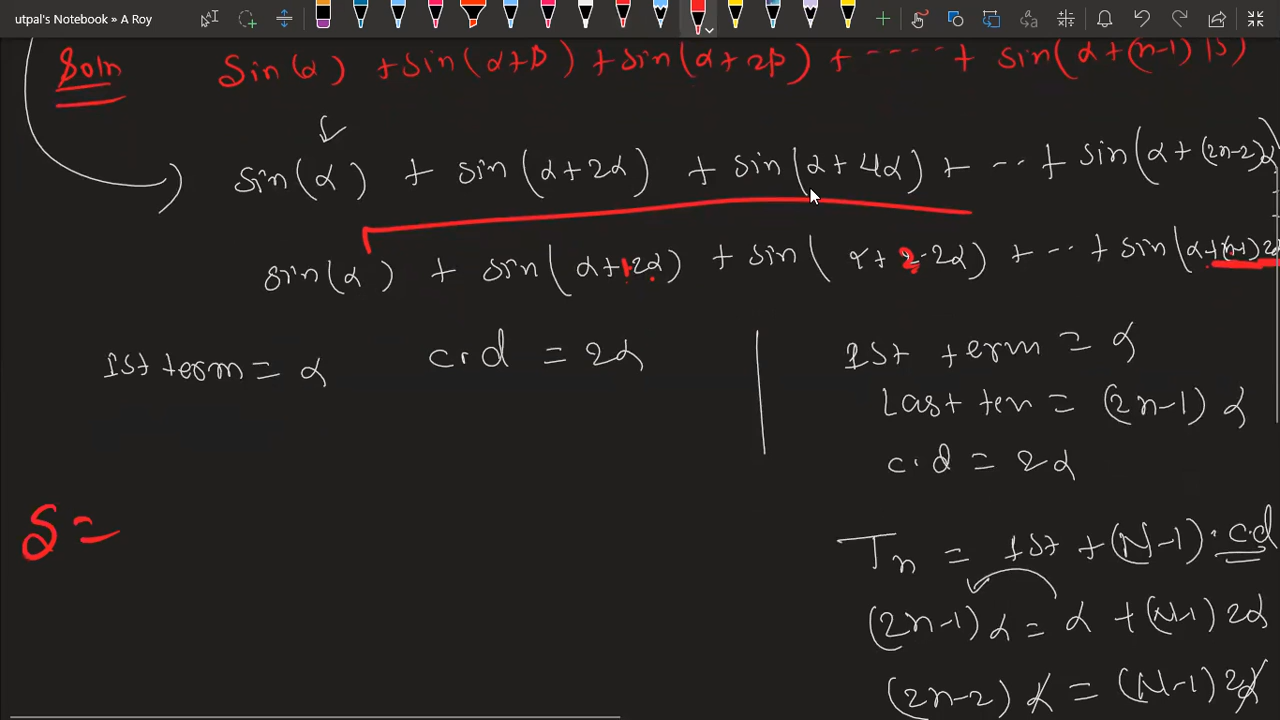 utpal's Notebook » A Roy
Soln Sin(α) + sin(α+β) + sin(α+2β) + ----- + sin(α+(n-1)β)
sin(α) + sin(α+2α) + sin(α+4α) + --- + sin(α+(2n-2)α
sin(α) + sin(α+1·2α) + sin(α+2·2α) + --- + sin(α+(n-1)2α
1st term = α c.d = 2α
1st term = α
Last ten = (2n-1) α
c.d = 2α
S =
Tn = 1st + (N-1)·c.d
(2n-1)α = α + (N-1)2α
(2n-2)α = (N-1)2α